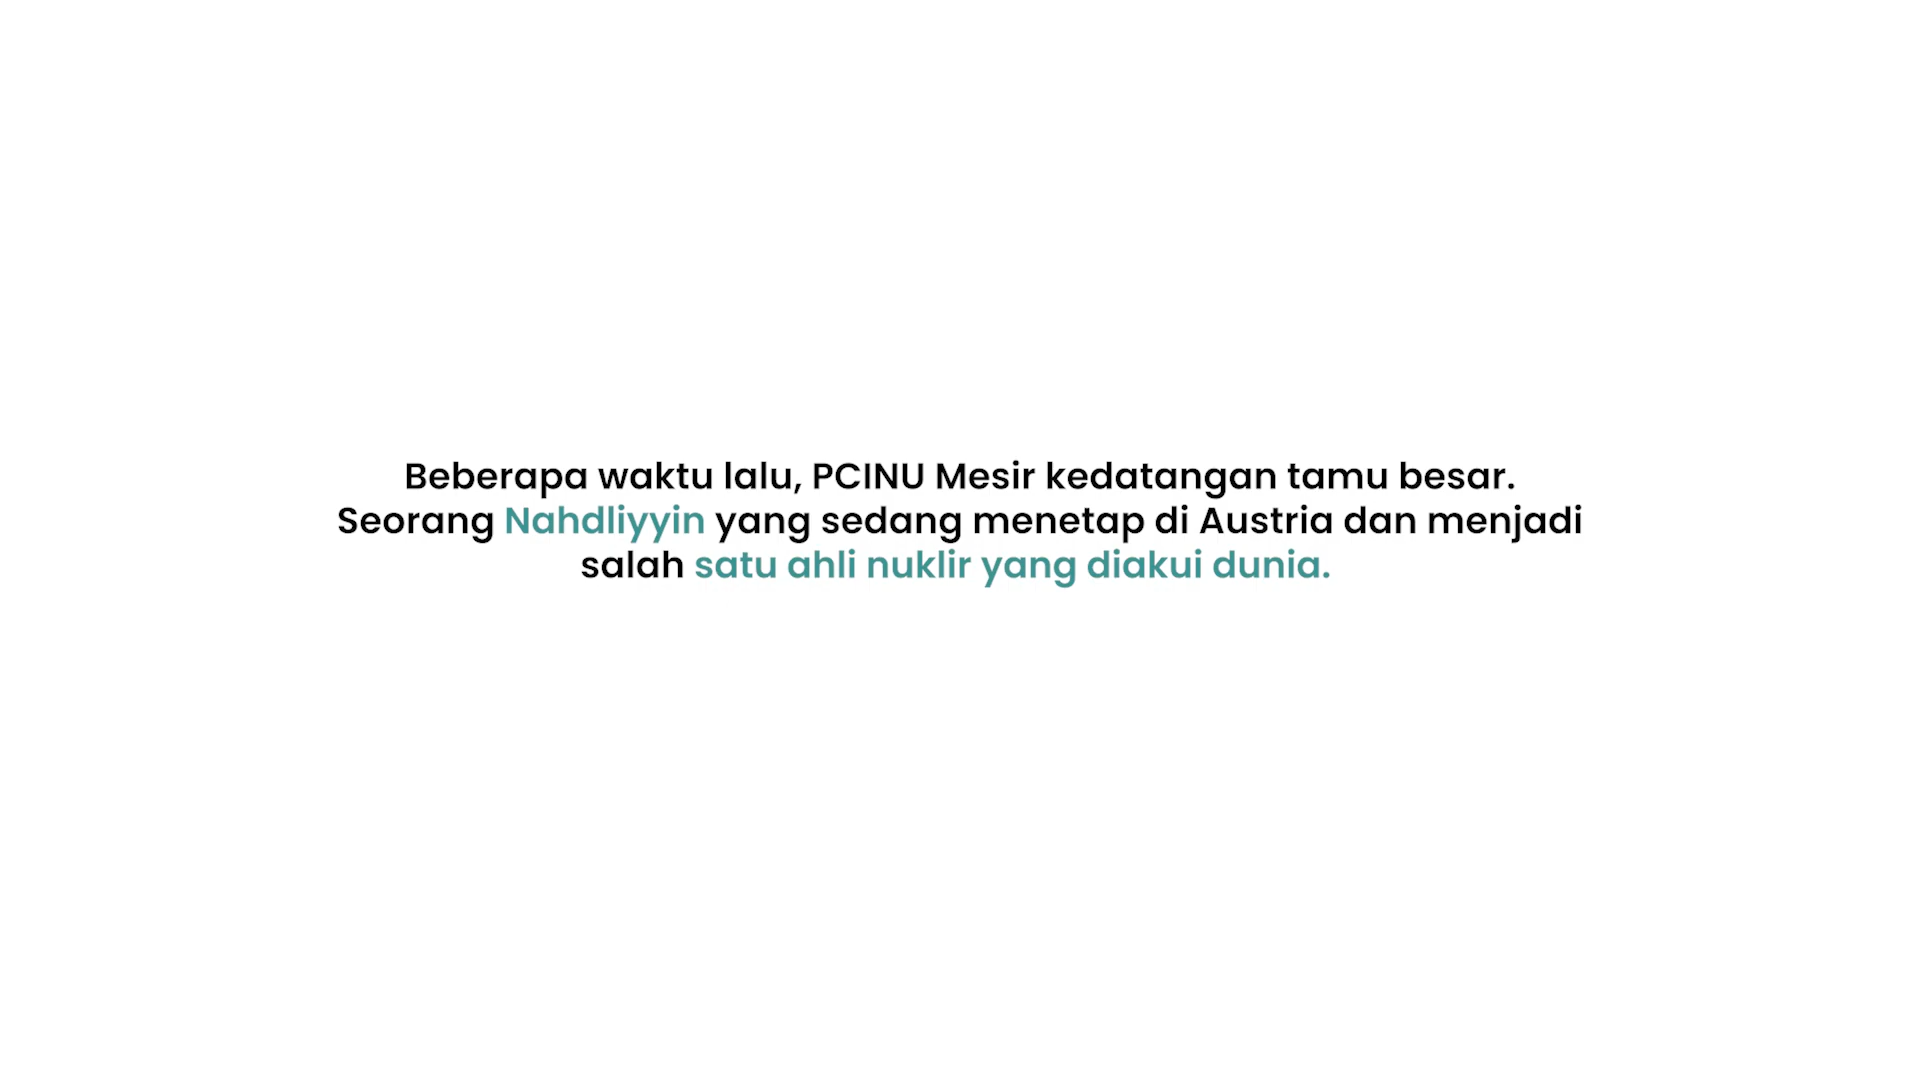 Beberapa waktu lalu, PCINU Mesir kedatangan tamu besar.
Seorang Nahdliyyin yang sedang menetap di Austria dan menjadi
salah satu ahli nuklir yang diakui dunia.